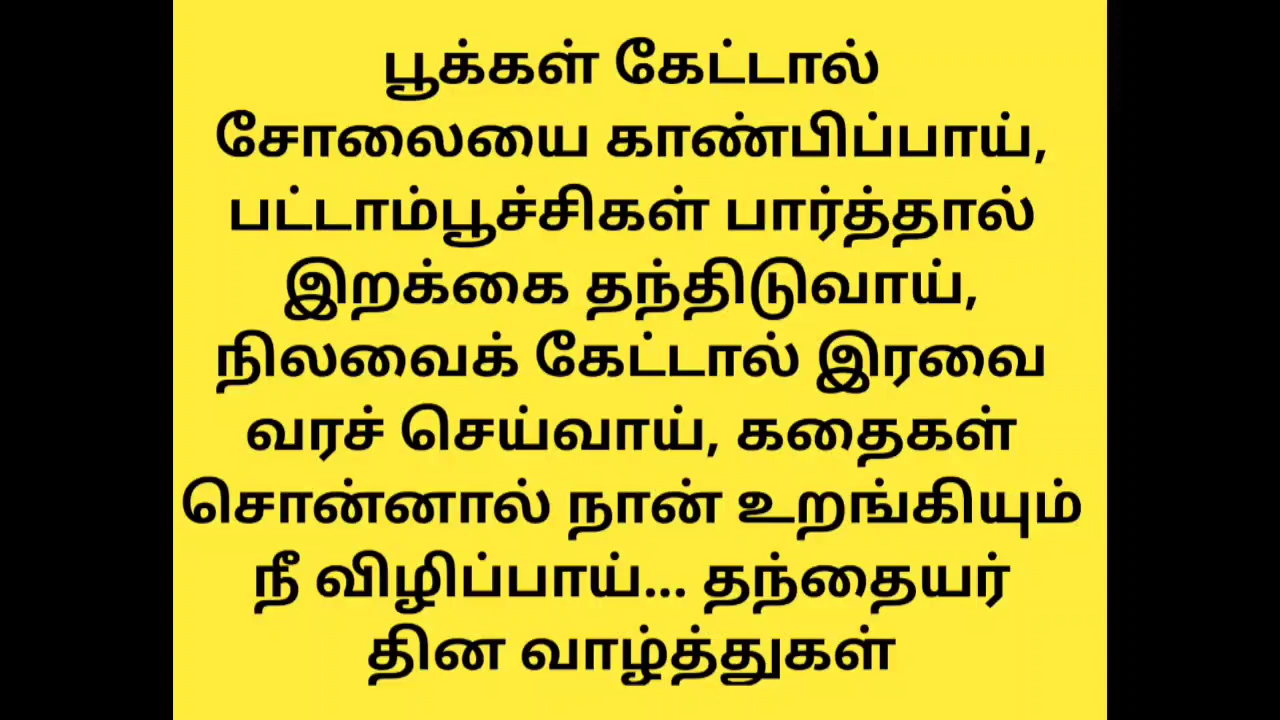 பூக்கள் கேட்டால்
சோலையை காண்பிப்பாய்,
பட்டாம்பூச்சிகள் பார்த்தால்
இறக்கை தந்திடுவாய்,
நிலவைக் கேட்டால் இரவை
வரச் செய்வாய், கதைகள்
சொன்னால் நான் உறங்கியும்
நீ விழிப்பாய்... தந்தையர்
தின வாழ்த்துகள்